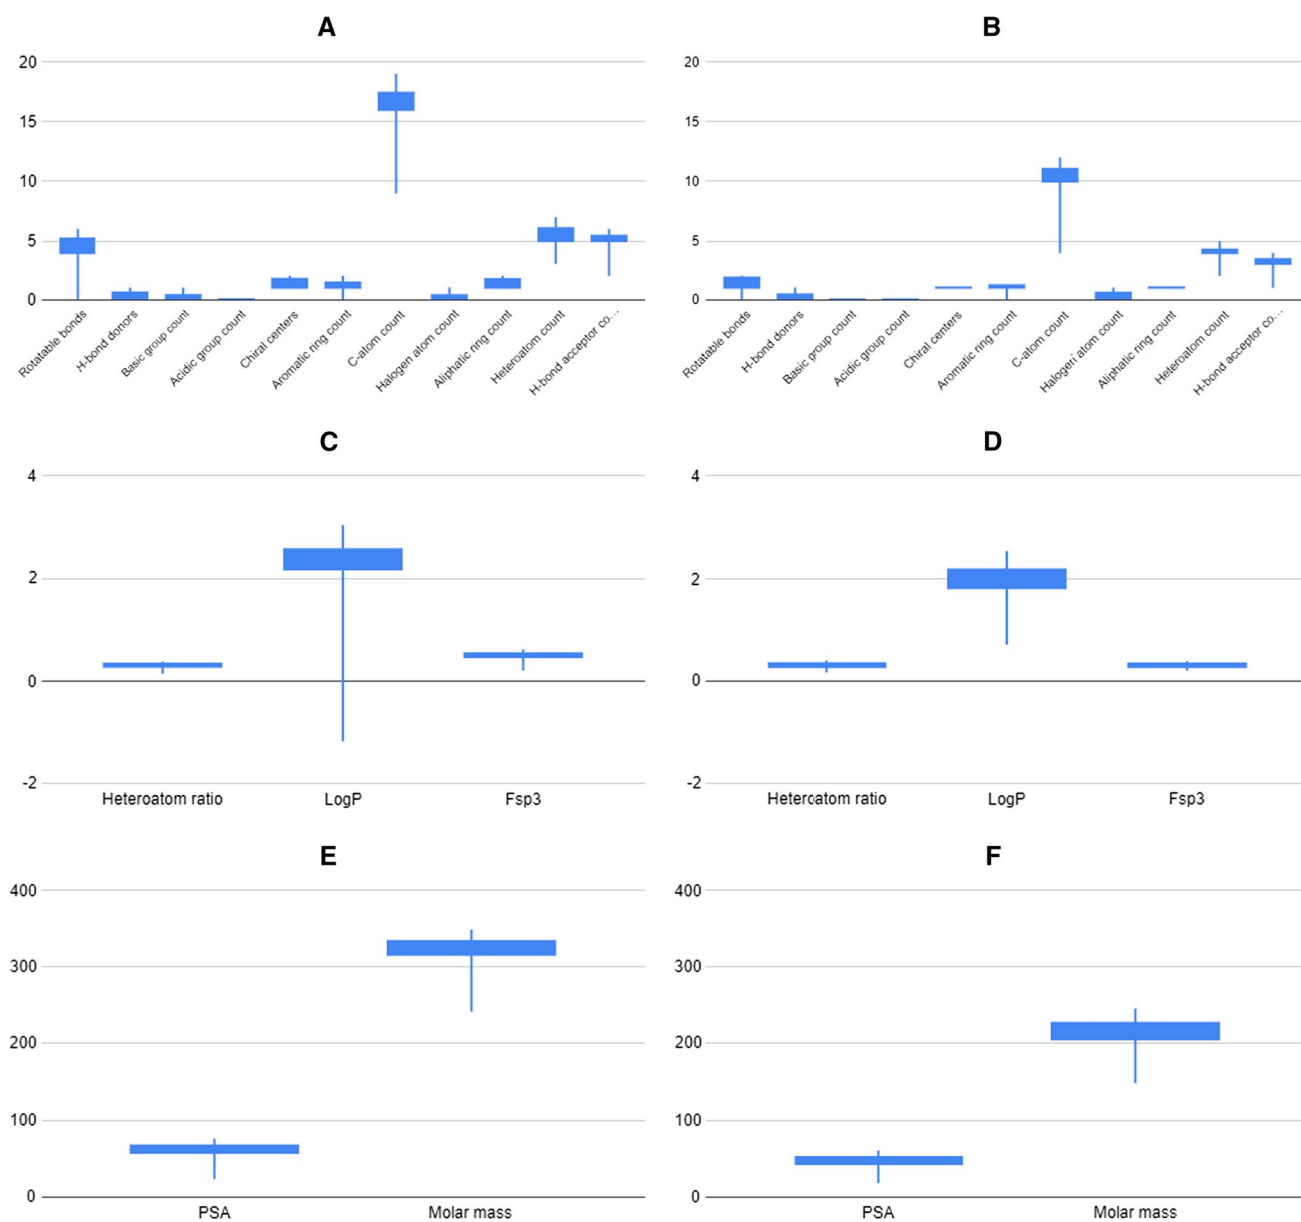 A
20
15
10
5
0
Rotatable bonds
H-bond donors
Basic group count
Acidic group count
Chiral centers
Aromatic ring count
C-atom count
Halogen atom count
Aliphatic ring count
Heteroatom count
H-bond acceptor co...
B
20
15
10
5
0
Rotatable bonds
H-bond donors
Basic group count
Acidic group count
Chiral centers
Aromatic ring count
C-atom count
Halogen atom count
Aliphatic ring count
Heteroatom count
H-bond acceptor co...
C
4
2
0
-2
Heteroatom ratio
LogP
Fsp3
D
4
2
0
-2
Heteroatom ratio
LogP
Fsp3
E
400
300
200
100
0
PSA
Molar mass
F
400
300
200
100
0
PSA
Molar mass